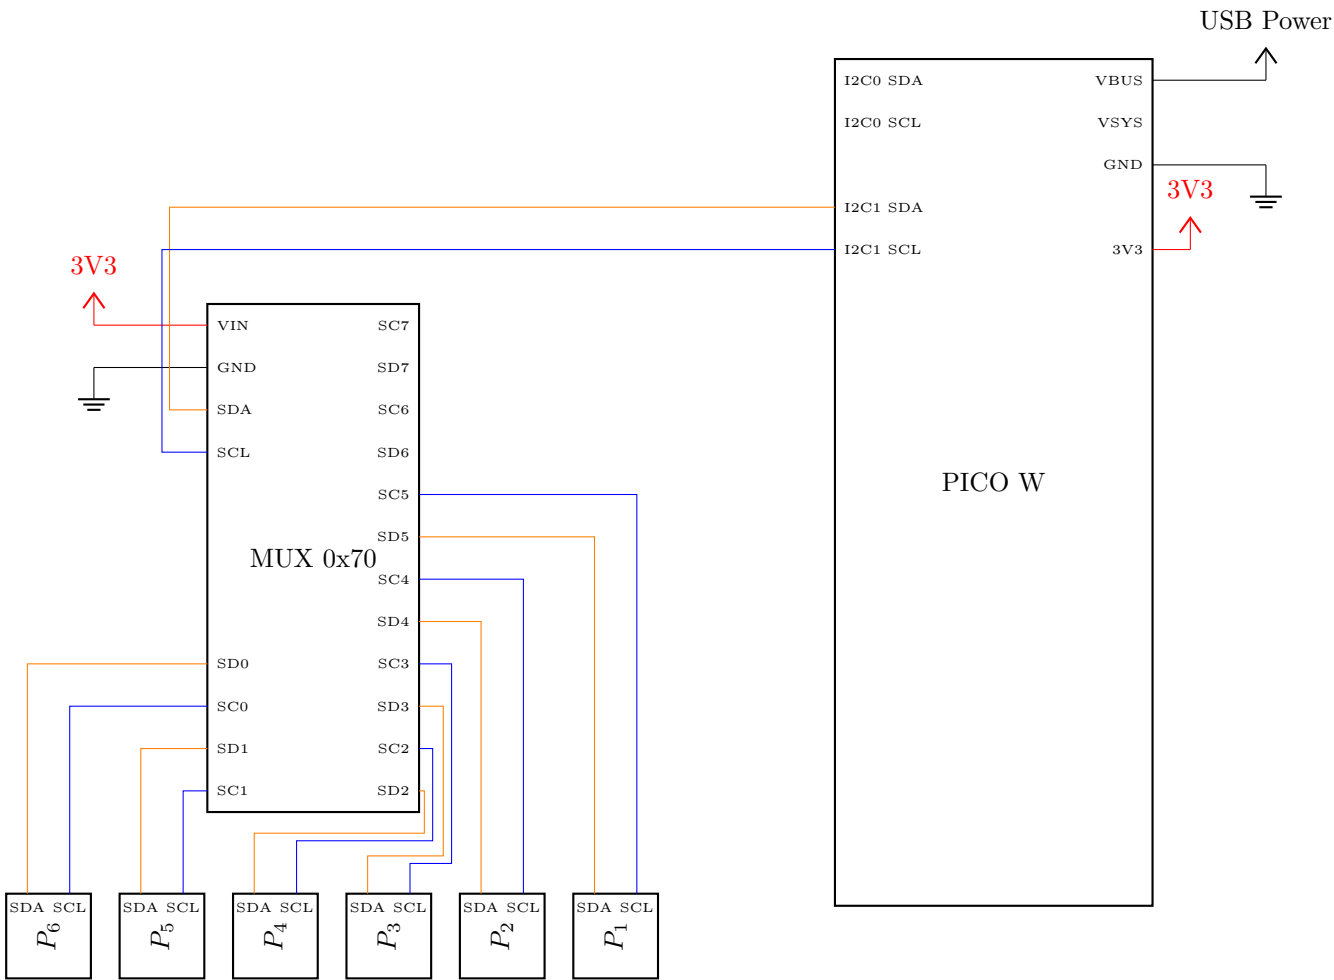 USB Power
I2C0 SDA
VBUS
I2C0 SCL
VSYS
GND
3V3
I2C1 SDA
I2C1 SCL
3V3
PICO W
3V3
VIN
SC7
GND
SD7
SDA
SC6
SCL
SD6
SC5
SD5
MUX 0x70
SC4
SD4
SD0
SC3
SC0
SD3
SD1
SC2
SC1
SD2
SDA SCL
P6
SDA SCL
P5
SDA SCL
P4
SDA SCL
P3
SDA SCL
P2
SDA SCL
P1